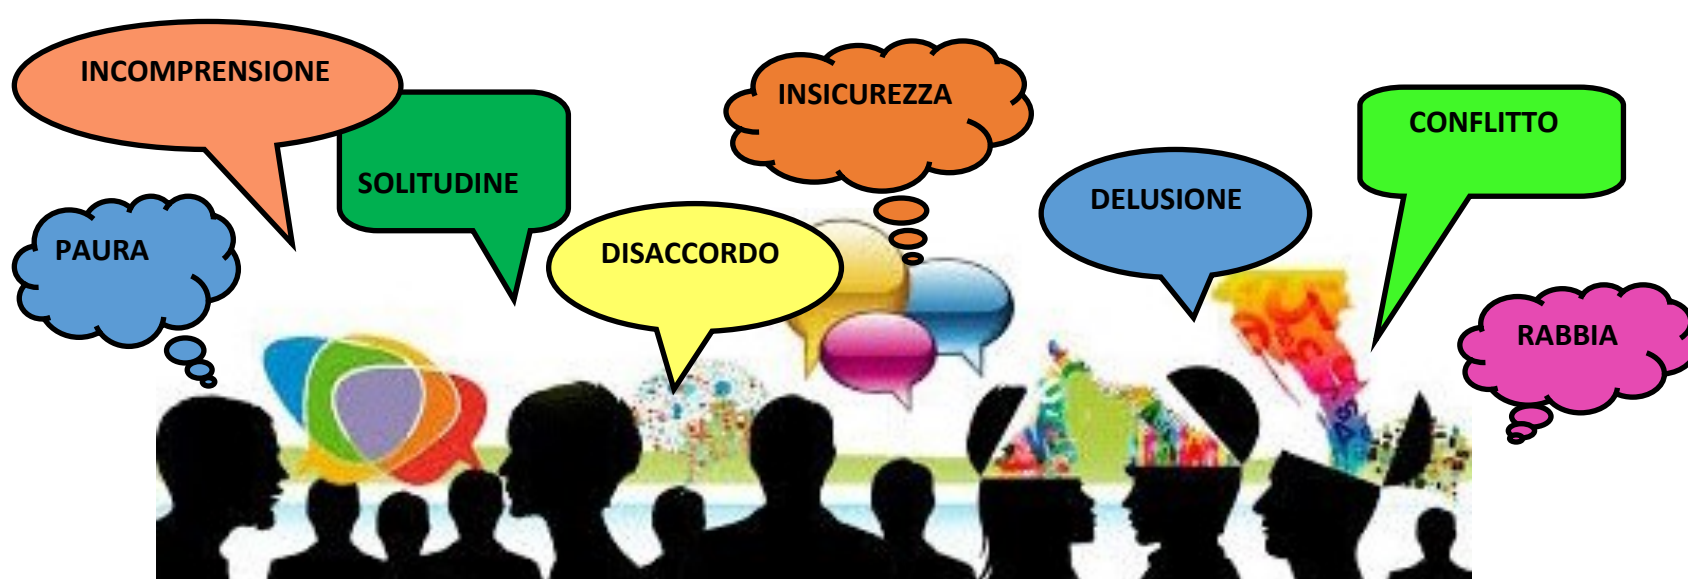 INCOMPRENSIONE
SOLITUDINE
PAURA
DISACCORDO
INSICUREZZA
DELUSIONE
CONFLITTO
RABBIA